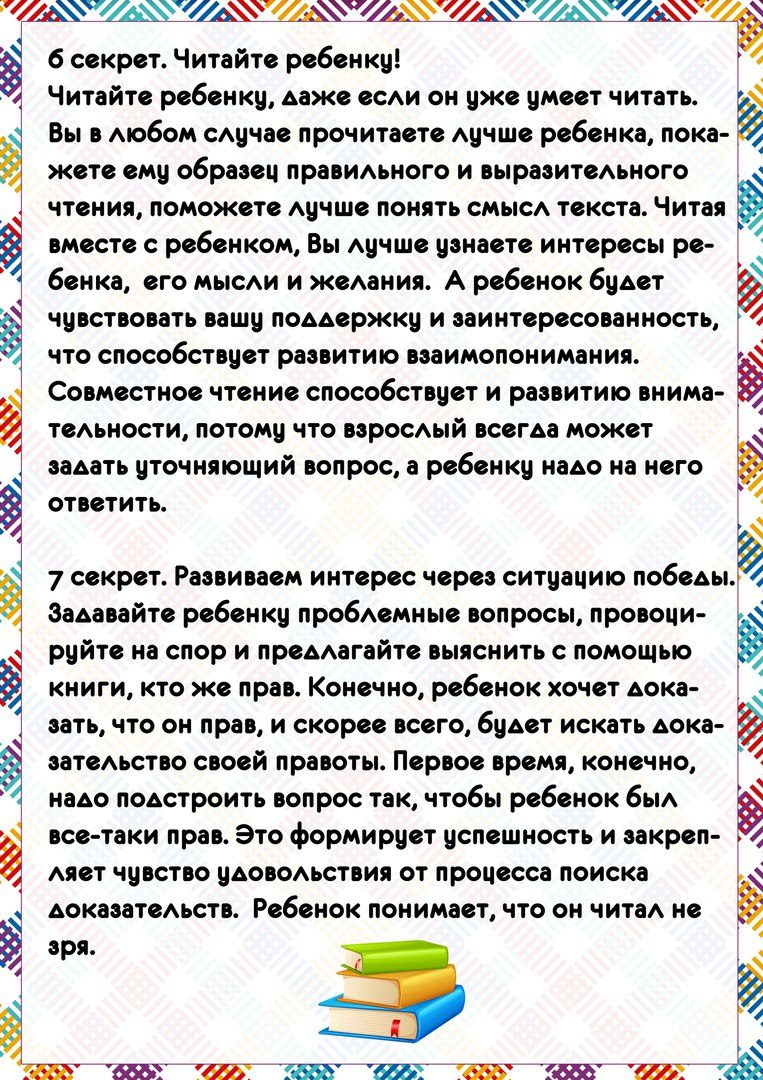 6 секрет. Читайте ребенку!
Читайте ребенку, даже если он уже умеет читать.
Вы в любом случае прочитаете лучше ребенка, пока-
жете ему образец правильного и выразительного
чтения, поможете лучше понять смысл текста. Читая
вместе с ребенком, Вы лучше узнаете интересы ре-
бенка,  его мысли и желания.  А ребенок будет
чувствовать вашу поддержку и заинтересованность,
что способствует развитию взаимопонимания.
Совместное чтение способствует и развитию внима-
тельности, потому что взрослый всегда может
задать уточняющий вопрос, а ребенку надо на него
ответить.
7 секрет. Развиваем интерес через ситуацию победы.
Задавайте ребенку проблемные вопросы, провоци-
руйте на спор и предлагайте выяснить с помощью
книги, кто же прав. Конечно, ребенок хочет дока-
зать, что он прав, и скорее всего, будет искать дока-
зательство своей правоты. Первое время, конечно,
надо подстроить вопрос так, чтобы ребенок был
все-таки прав. Это формирует успешность и закреп-
ляет чувство удовольствия от процесса поиска
доказательств.  Ребенок понимает, что он читал не
зря.